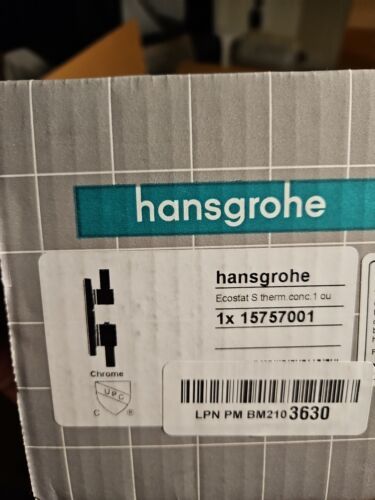 hansgrohe
hansgrohe
Ecostat S therm.conc.1 ou
1x 15757001
Chrome
UPC
C ®
LPN PM BM210 3630